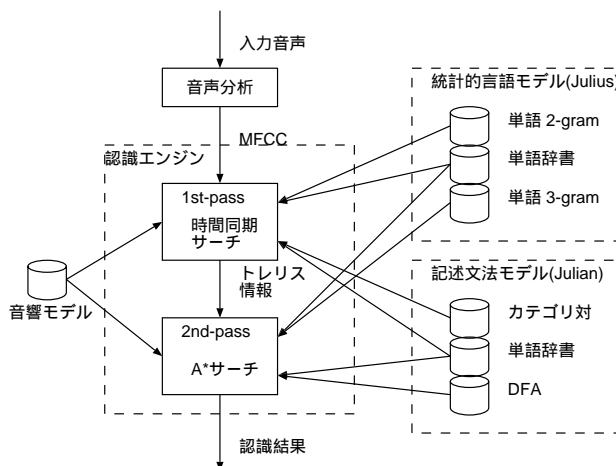 入力音声
音声分析
MFCC
認識エンジン
1st-pass
時間同期
サーチ
トレリス
情報
音響モデル
2nd-pass
A*サーチ
認識結果
統計的言語モデル(Julius)
単語 2-gram
単語辞書
単語 3-gram
記述文法モデル(Julian)
カテゴリ対
単語辞書
DFA